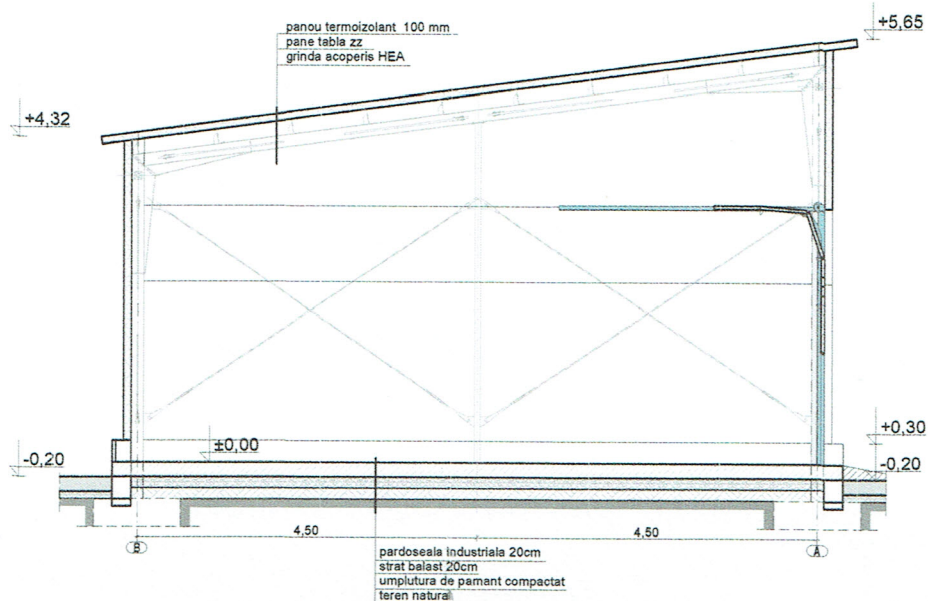 panou termoizolant 100 mm
pane tabla zz
grinda acoperis HEA
+5,65
+4,32
±0,00
+0,30
-0,20
-0,20
4,50
4,50
B
A
pardoseala industriala 20cm
strat balast 20cm
umplutura de pamant compactat
teren natural